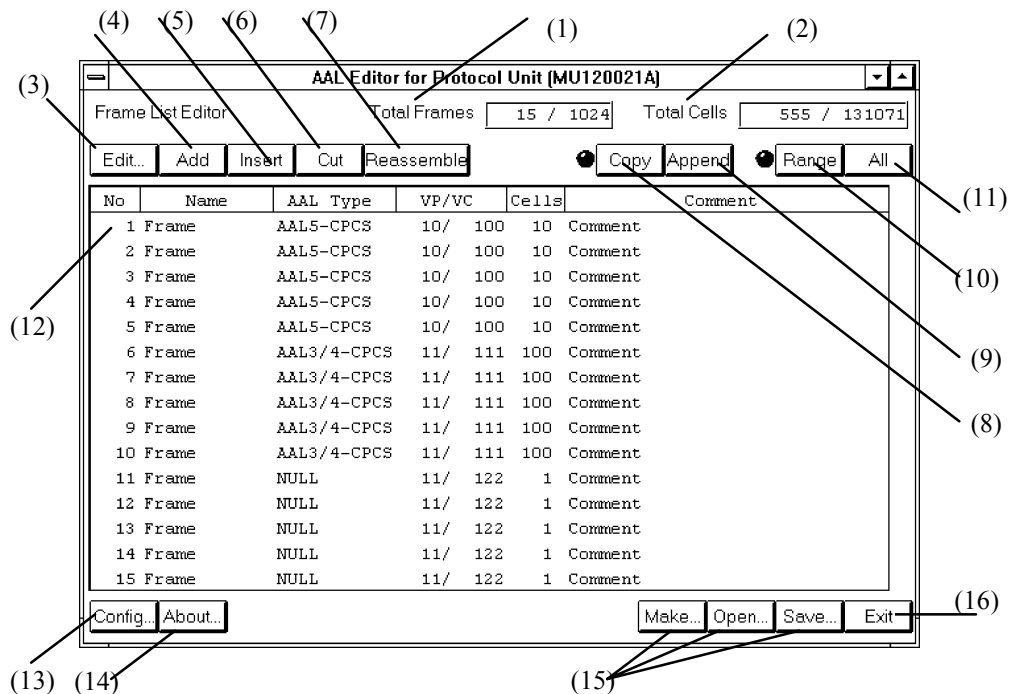 (4) (5) (6) (7) (1) (2)
AAL Editor for Protocol Unit (MU120021A)
(3)
Frame List Editor Total Frames 15 / 1024 Total Cells 555 / 131071
Edit... Add Insert Cut Reassemble Copy Append Range All
(11)
No Name AAL Type VP/VC Cells Comment
1 Frame AAL5-CPCS 10/ 100 10 Comment
2 Frame AAL5-CPCS 10/ 100 10 Comment
3 Frame AAL5-CPCS 10/ 100 10 Comment
(10)
4 Frame AAL5-CPCS 10/ 100 10 Comment
(12)
5 Frame AAL5-CPCS 10/ 100 10 Comment
6 Frame AAL3/4-CPCS 11/ 111 100 Comment
(9)
7 Frame AAL3/4-CPCS 11/ 111 100 Comment
8 Frame AAL3/4-CPCS 11/ 111 100 Comment
(8)
9 Frame AAL3/4-CPCS 11/ 111 100 Comment
10 Frame AAL3/4-CPCS 11/ 111 100 Comment
11 Frame NULL 11/ 122 1 Comment
12 Frame NULL 11/ 122 1 Comment
13 Frame NULL 11/ 122 1 Comment
14 Frame NULL 11/ 122 1 Comment
15 Frame NULL 11/ 122 1 Comment
(16)
Config... About... Make... Open... Save... Exit
(13) (14) (15)